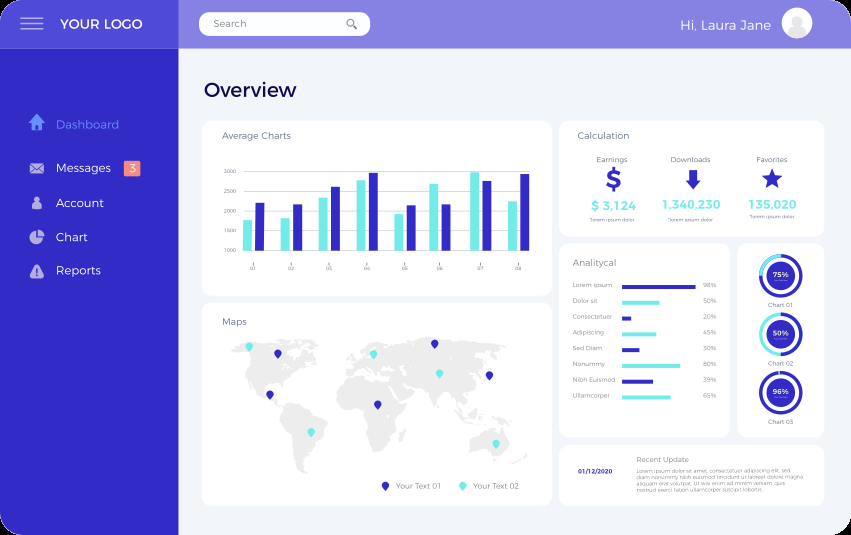 YOUR LOGO
Search
Hi, Laura Jane
Dashboard
Messages 3
Account
Chart
Reports
Overview
Average Charts
3000
2500
2000
1500
1000
01 02 03 04 05 06 07 08
Maps
Your Text 01 Your Text 02
Calculation
Earnings Downloads Favorites
$
$ 3,124 1,340,230 135,020
*lorem ipsum dolor *lorem ipsum dolor *lorem ipsum dolor
Analitycal
Lorem ipsum 98%
Dolor sit 50%
Consectetuer 20%
Adipiscing 45%
Sed Diam 30%
Nonummy 80%
Nibh Euismod 39%
Ullamcorper 65%
75%
Chart 01
50%
Chart 02
96%
Chart 03
Recent Update
01/12/2020
Lorem ipsum dolor sit amet, consectetuer adipiscing elit, sed
diam nonummy nibh euismod tincidunt ut laoreet dolore magna
aliquam erat volutpat. Ut wisi enim ad minim veniam, quis
nostrud exerci tation ullamcorper suscipit lobortis.